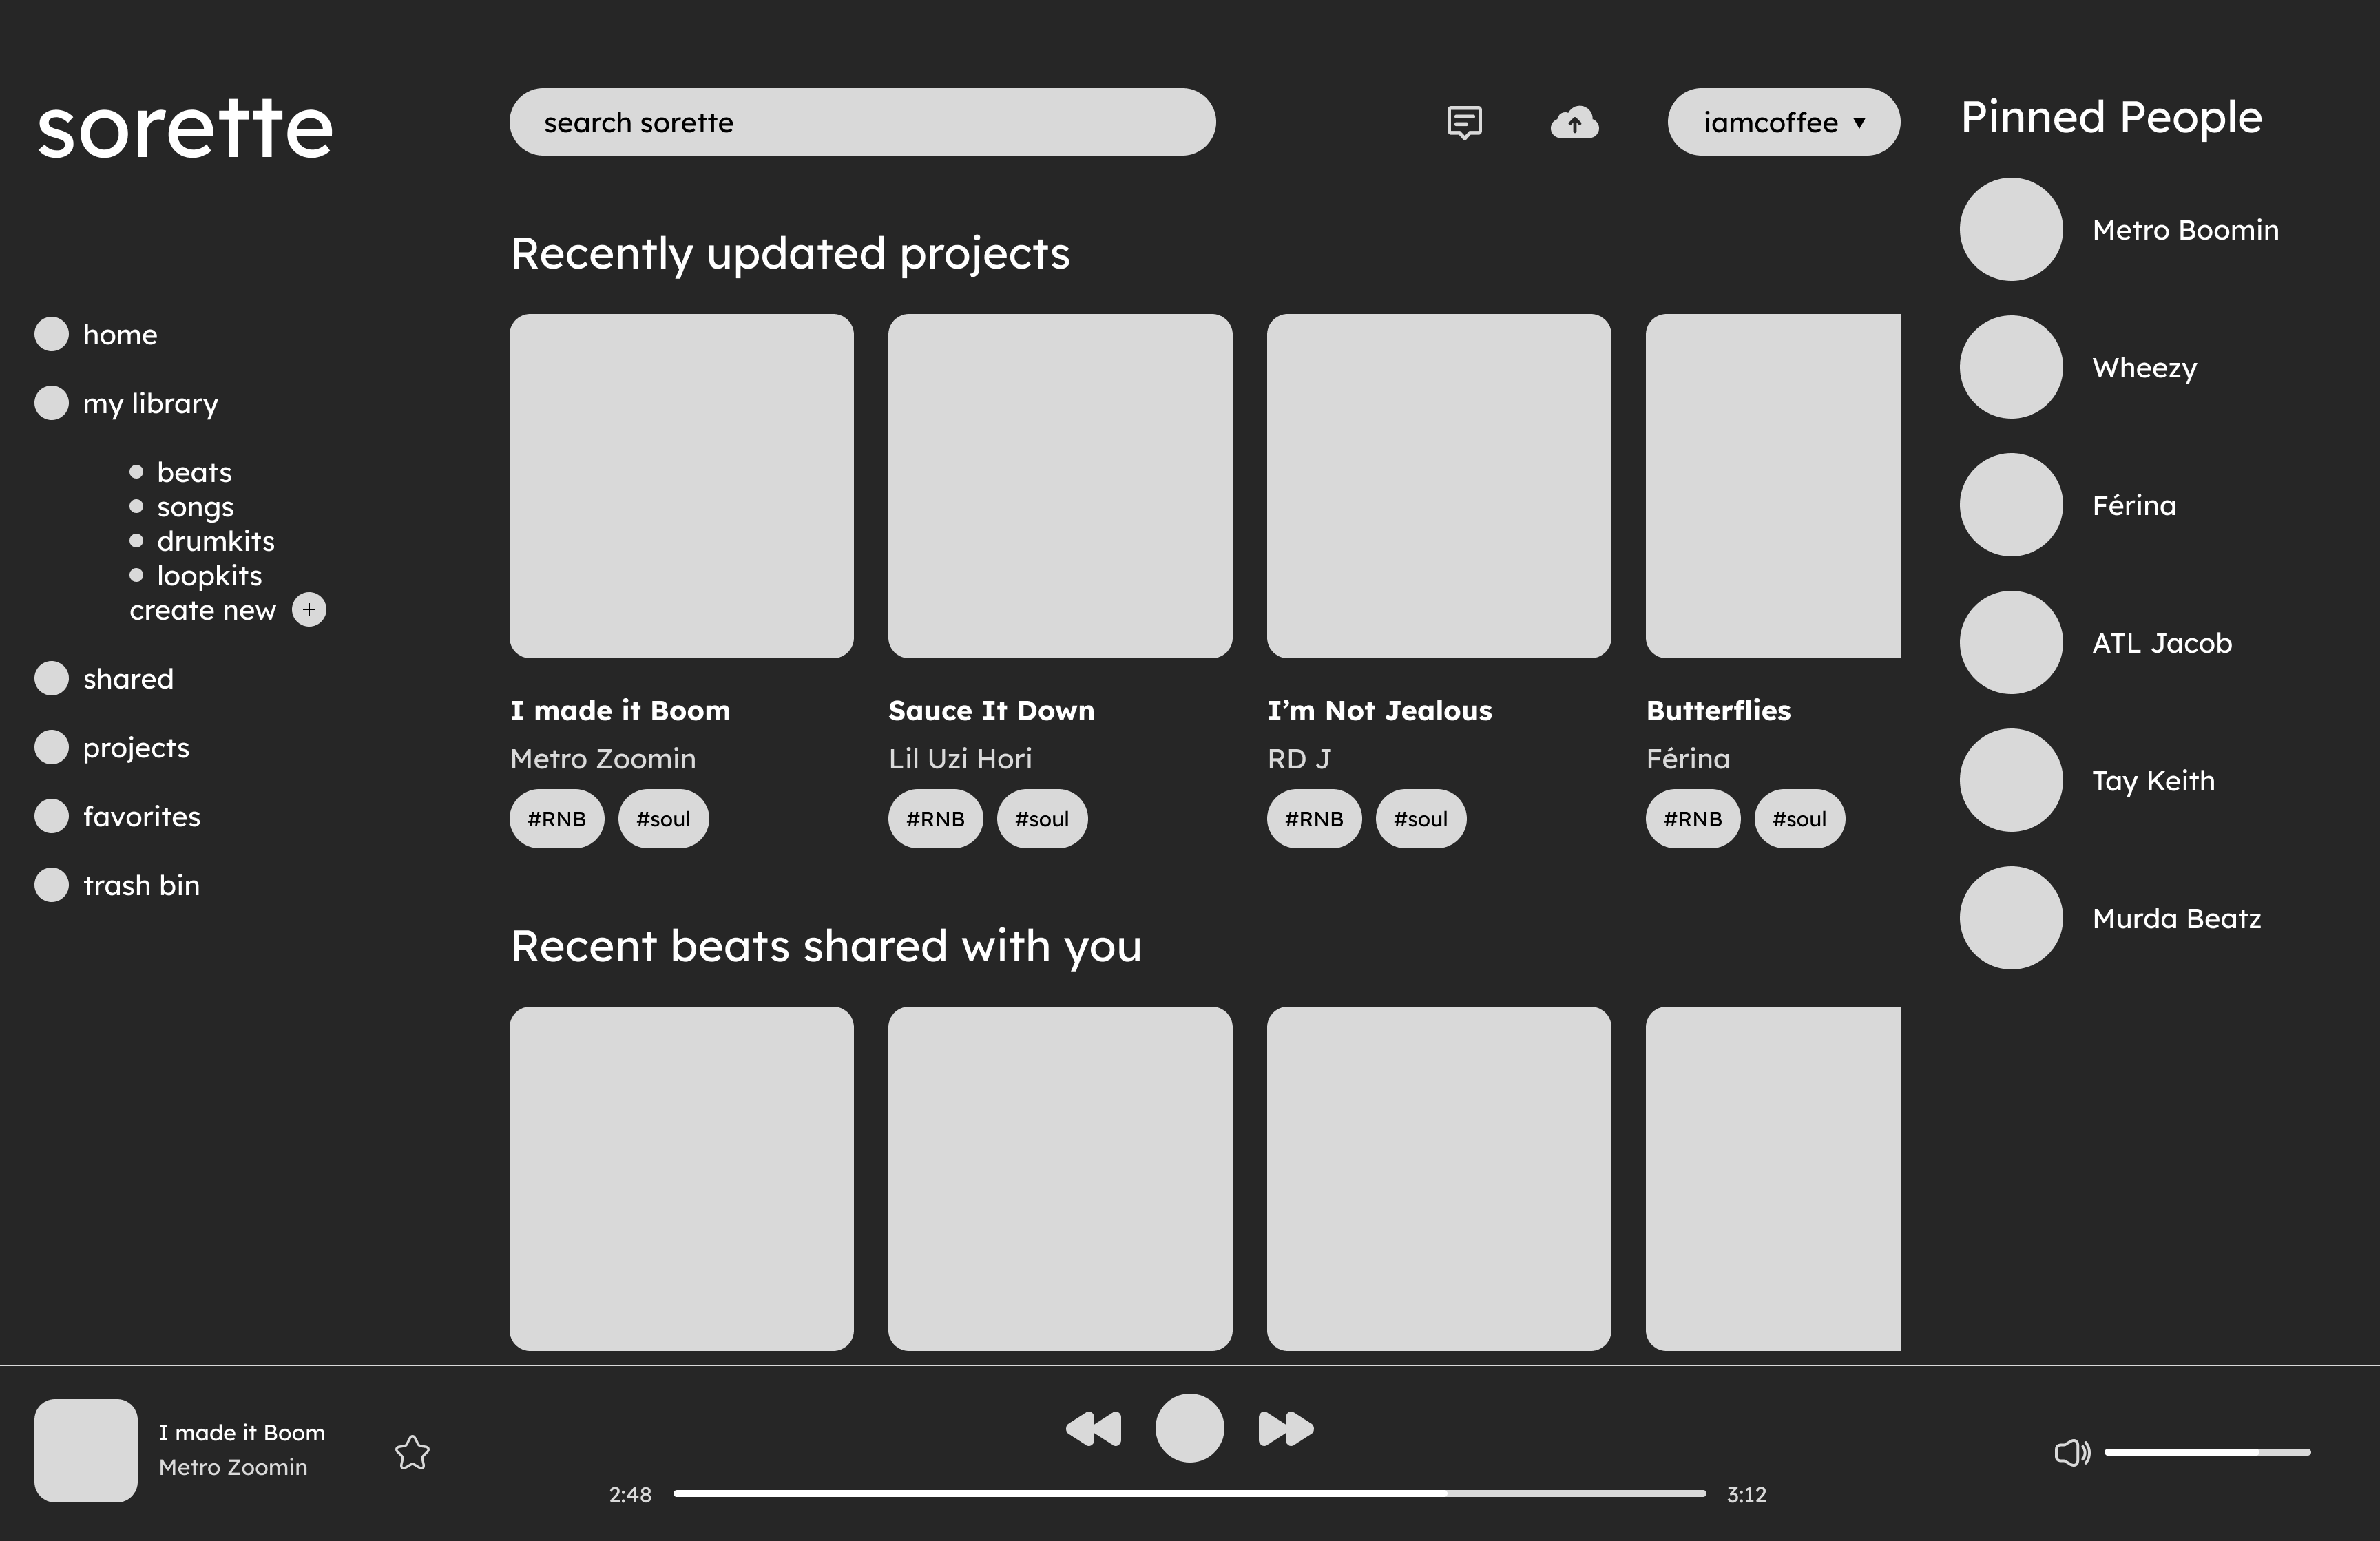 sorette
search sorette
iamcoffee ▼
Pinned People
home
my library
beats
songs
drumkits
loopkits
create new +
shared
projects
favorites
trash bin
Recently updated projects
I made it Boom
Metro Zoomin
#RNB #soul
Sauce It Down
Lil Uzi Hori
#RNB #soul
I’m Not Jealous
RD J
#RNB #soul
Butterflies
Férina
#RNB #soul
Recent beats shared with you
Metro Boomin
Wheezy
Férina
ATL Jacob
Tay Keith
Murda Beatz
I made it Boom
Metro Zoomin
2:48
3:12